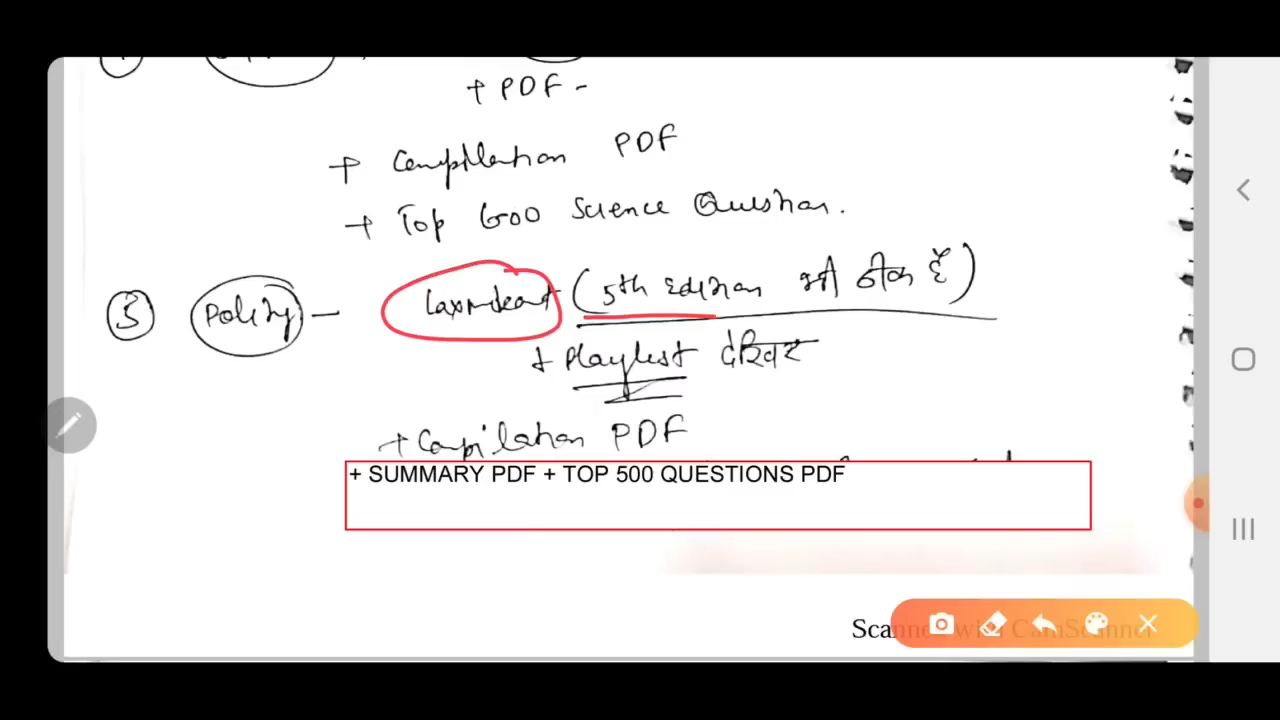 + PDF -
+ Compilation PDF
+ Top 600 Science Question.
③ Polity - Laxmikant (5th Edition भी ठीक है)
+ Playlist देखिए
+ Compilation PDF
+ SUMMARY PDF + TOP 500 QUESTIONS PDF
Scanned with CamScanner